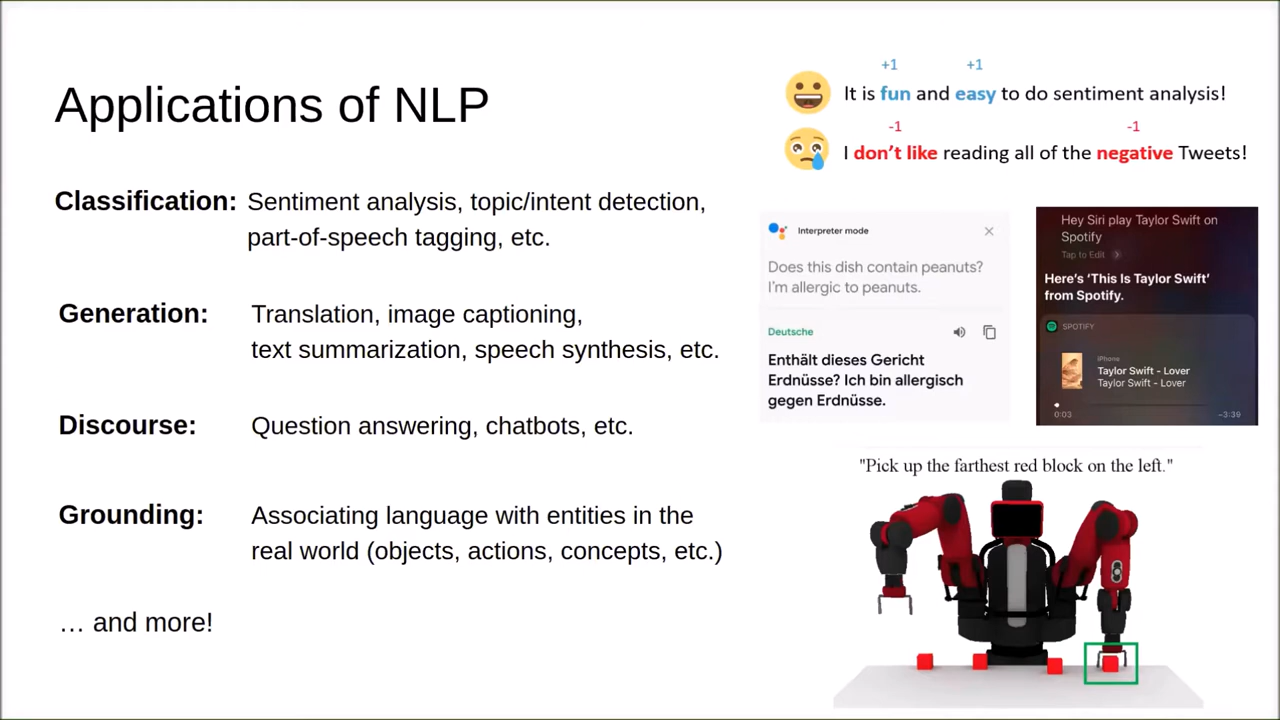 Applications of NLP
Classification: Sentiment analysis, topic/intent detection,
part-of-speech tagging, etc.
Generation: Translation, image captioning,
text summarization, speech synthesis, etc.
Discourse: Question answering, chatbots, etc.
Grounding: Associating language with entities in the
real world (objects, actions, concepts, etc.)
… and more!
+1 +1
It is fun and easy to do sentiment analysis!
-1 -1
I don't like reading all of the negative Tweets!
Interpreter mode
Does this dish contain peanuts?
I'm allergic to peanuts.
Deutsche
Enthält dieses Gericht
Erdnüsse? Ich bin allergisch
gegen Erdnüsse.
Hey Siri play Taylor Swift on
Spotify
Tap to Edit
Here's 'This Is Taylor Swift'
from Spotify.
SPOTIFY
iPhone
Taylor Swift - Lover
Taylor Swift - Lover
0:03 -3:39
"Pick up the farthest red block on the left."